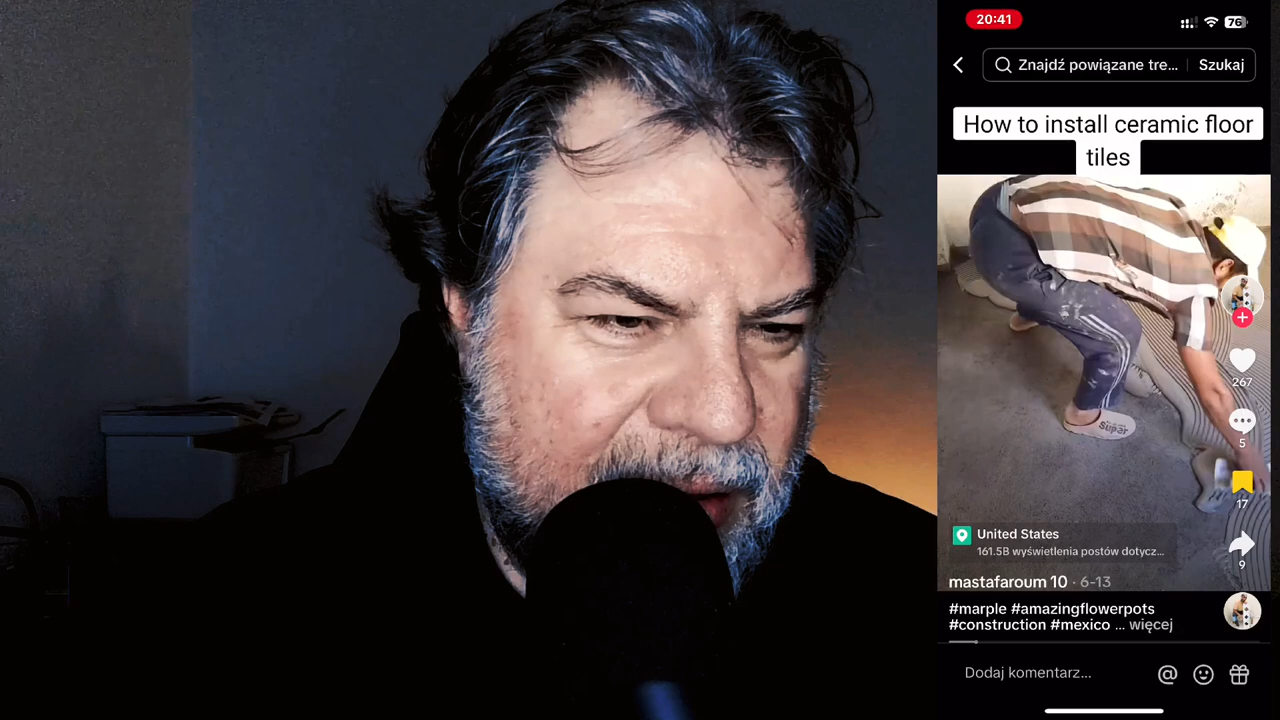 20:41
76
Znajdź powiązane tre...
Szukaj
How to install ceramic floor
tiles
super
267
5
17
9
United States
161.5B wyświetlenia postów dotycz...
mastafaroum 10 · 6-13
#marple #amazingflowerpots
#construction #mexico ... więcej
Dodaj komentarz...